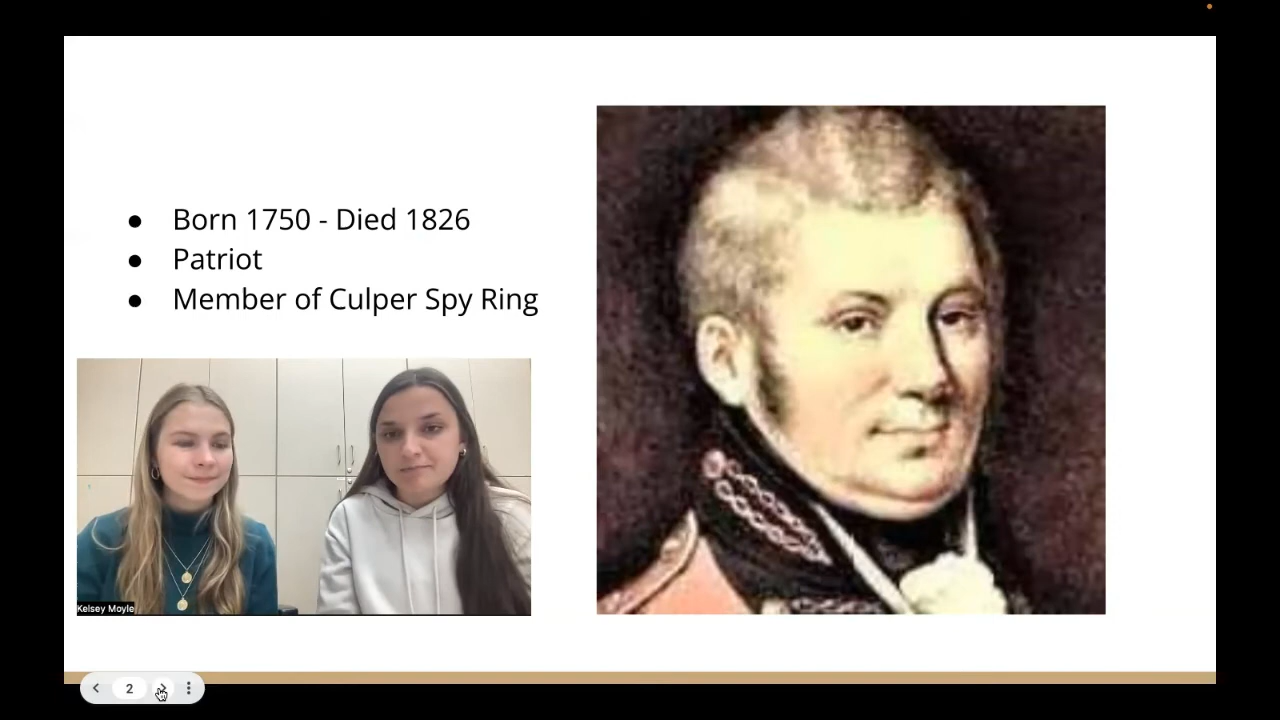 ● Born 1750 - Died 1826
● Patriot
● Member of Culper Spy Ring
Kelsey Moyle
2